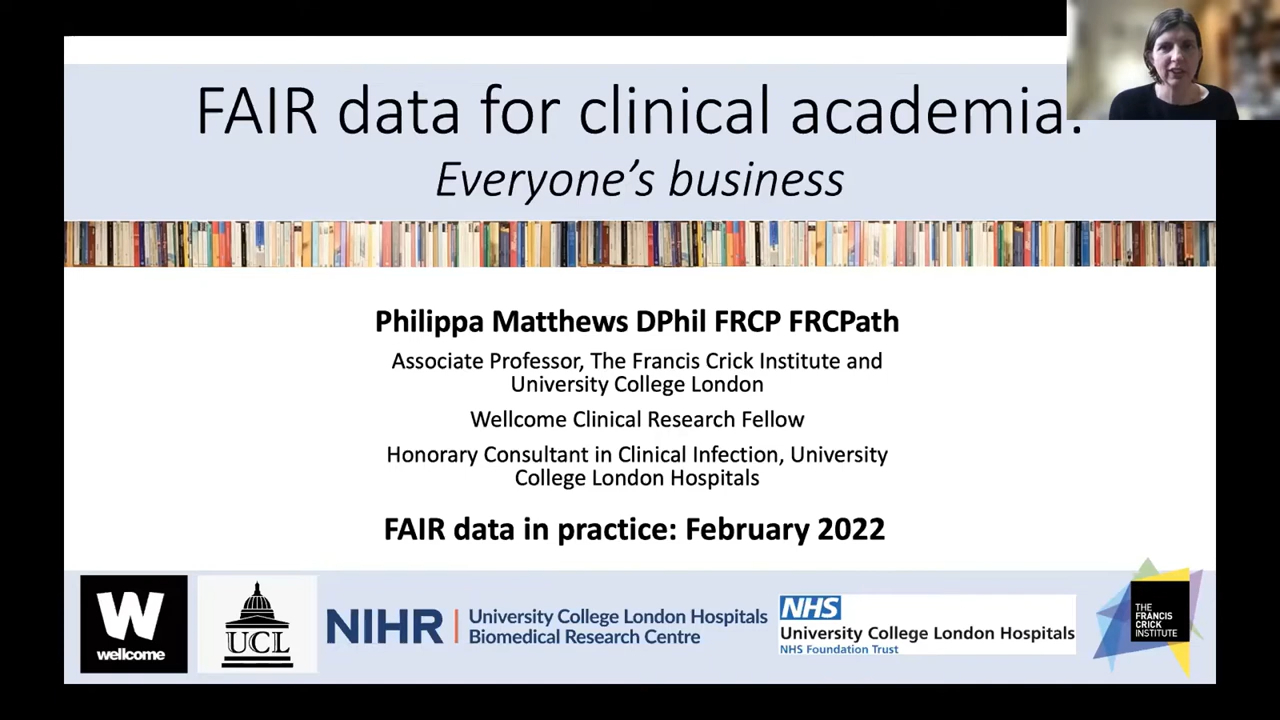 FAIR data for clinical academia:
Everyone's business
Philippa Matthews DPhil FRCP FRCPath
Associate Professor, The Francis Crick Institute and
University College London
Wellcome Clinical Research Fellow
Honorary Consultant in Clinical Infection, University
College London Hospitals
FAIR data in practice: February 2022
W
wellcome
UCL
NIHR | University College London Hospitals
Biomedical Research Centre
NHS
University College London Hospitals
NHS Foundation Trust
THE
FRANCIS
CRICK
INSTITUTE